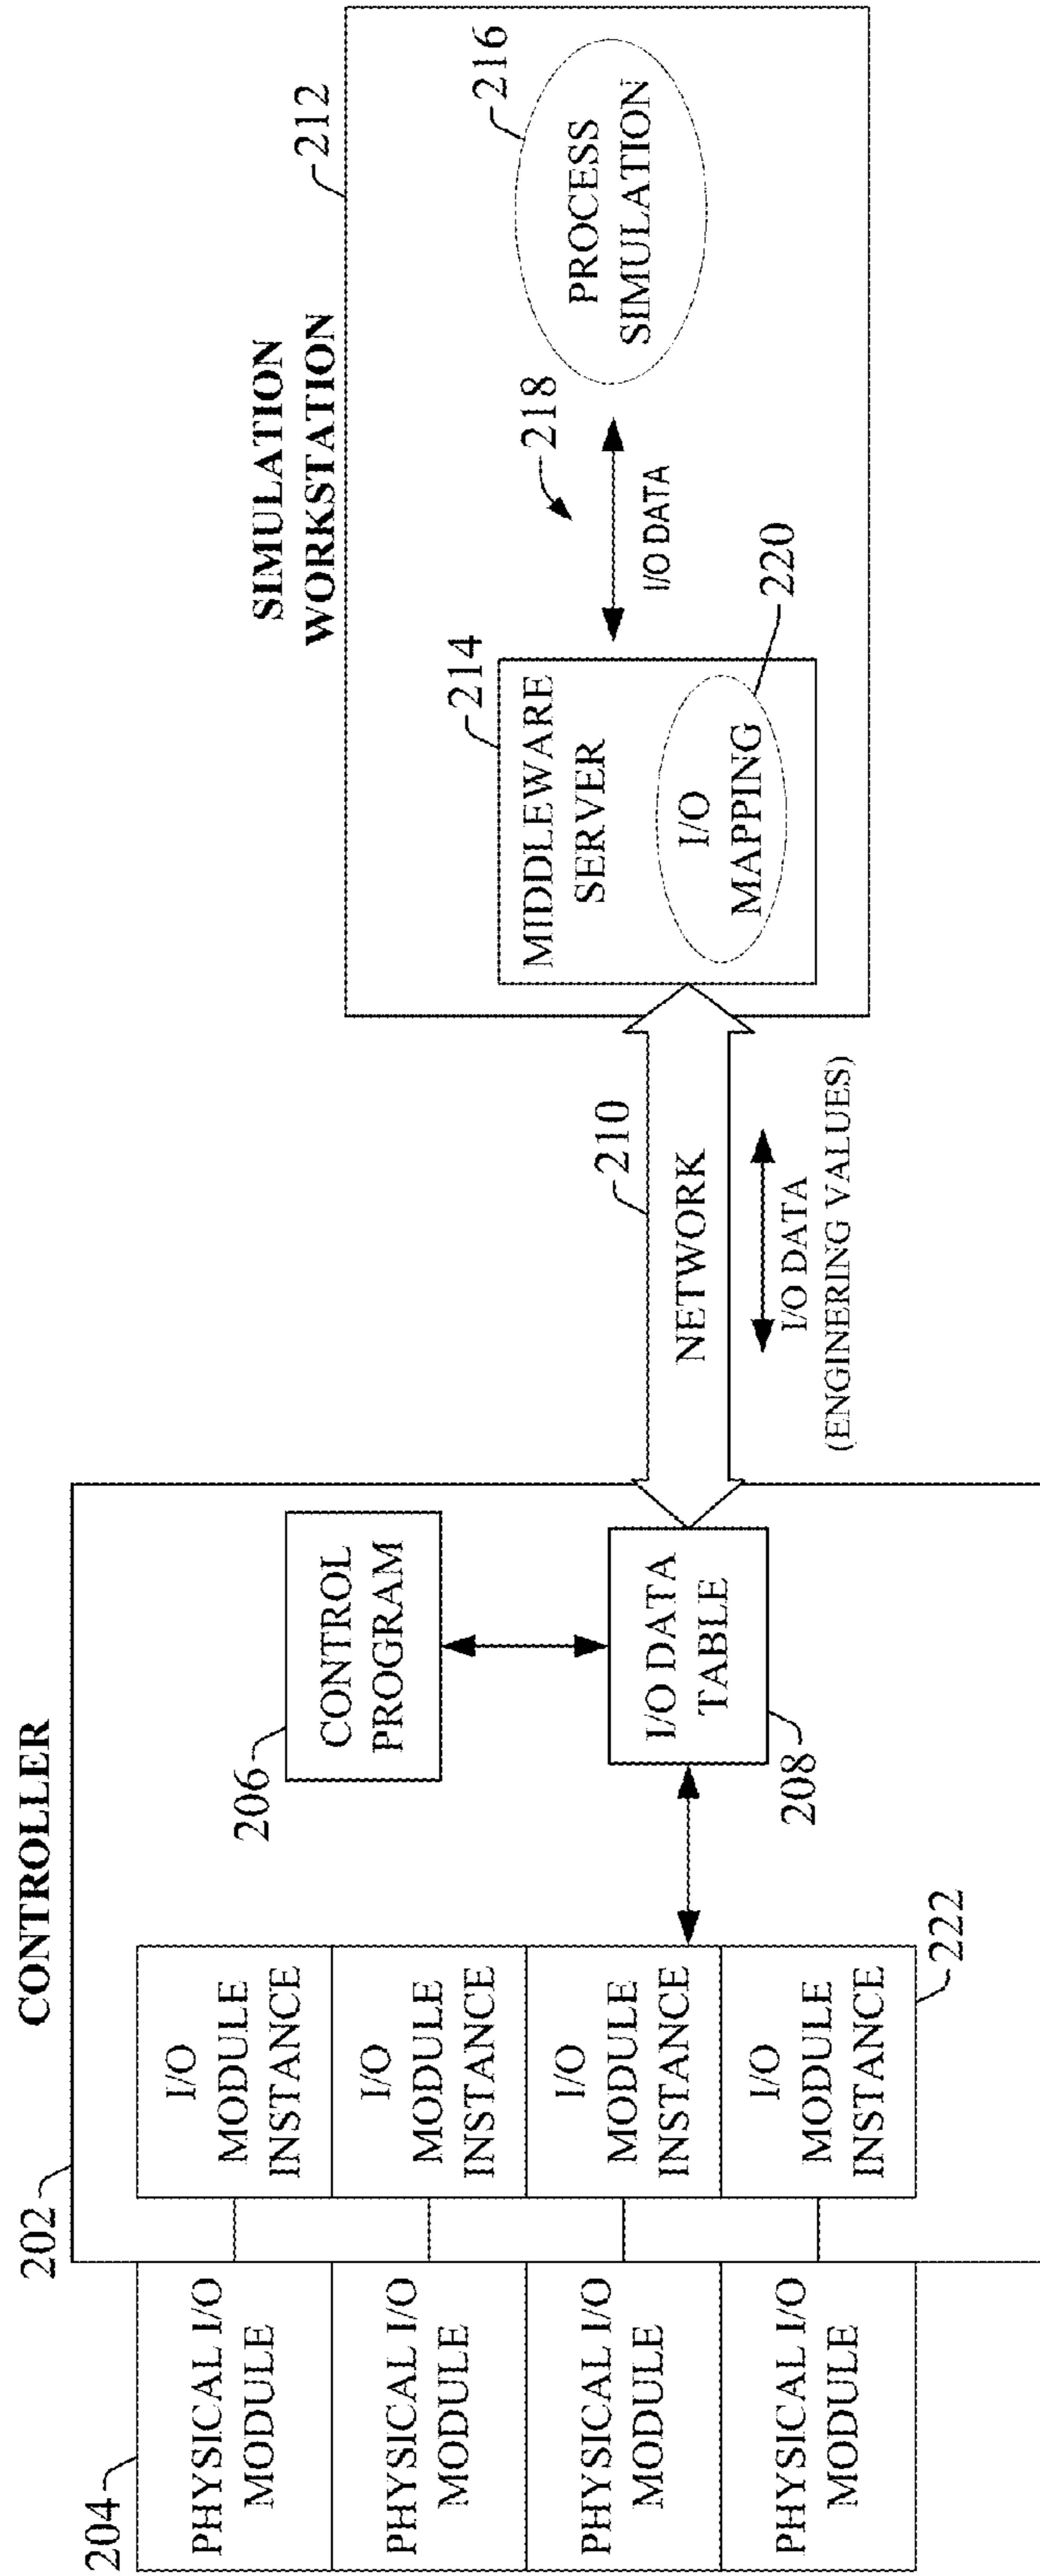 CONTROLLER
202
204
PHYSICAL I/O
MODULE
PHYSICAL I/O
MODULE
PHYSICAL I/O
MODULE
PHYSICAL I/O
MODULE
I/O
MODULE
INSTANCE
I/O
MODULE
INSTANCE
I/O
MODULE
INSTANCE
I/O
MODULE
INSTANCE
222
206
CONTROL
PROGRAM
I/O DATA
TABLE
208
210
NETWORK
I/O DATA
(ENGINERING VALUES)
SIMULATION
WORKSTATION
212
214
MIDDLEWARE
SERVER
I/O
MAPPING
220
218
I/O DATA
216
PROCESS
SIMULATION